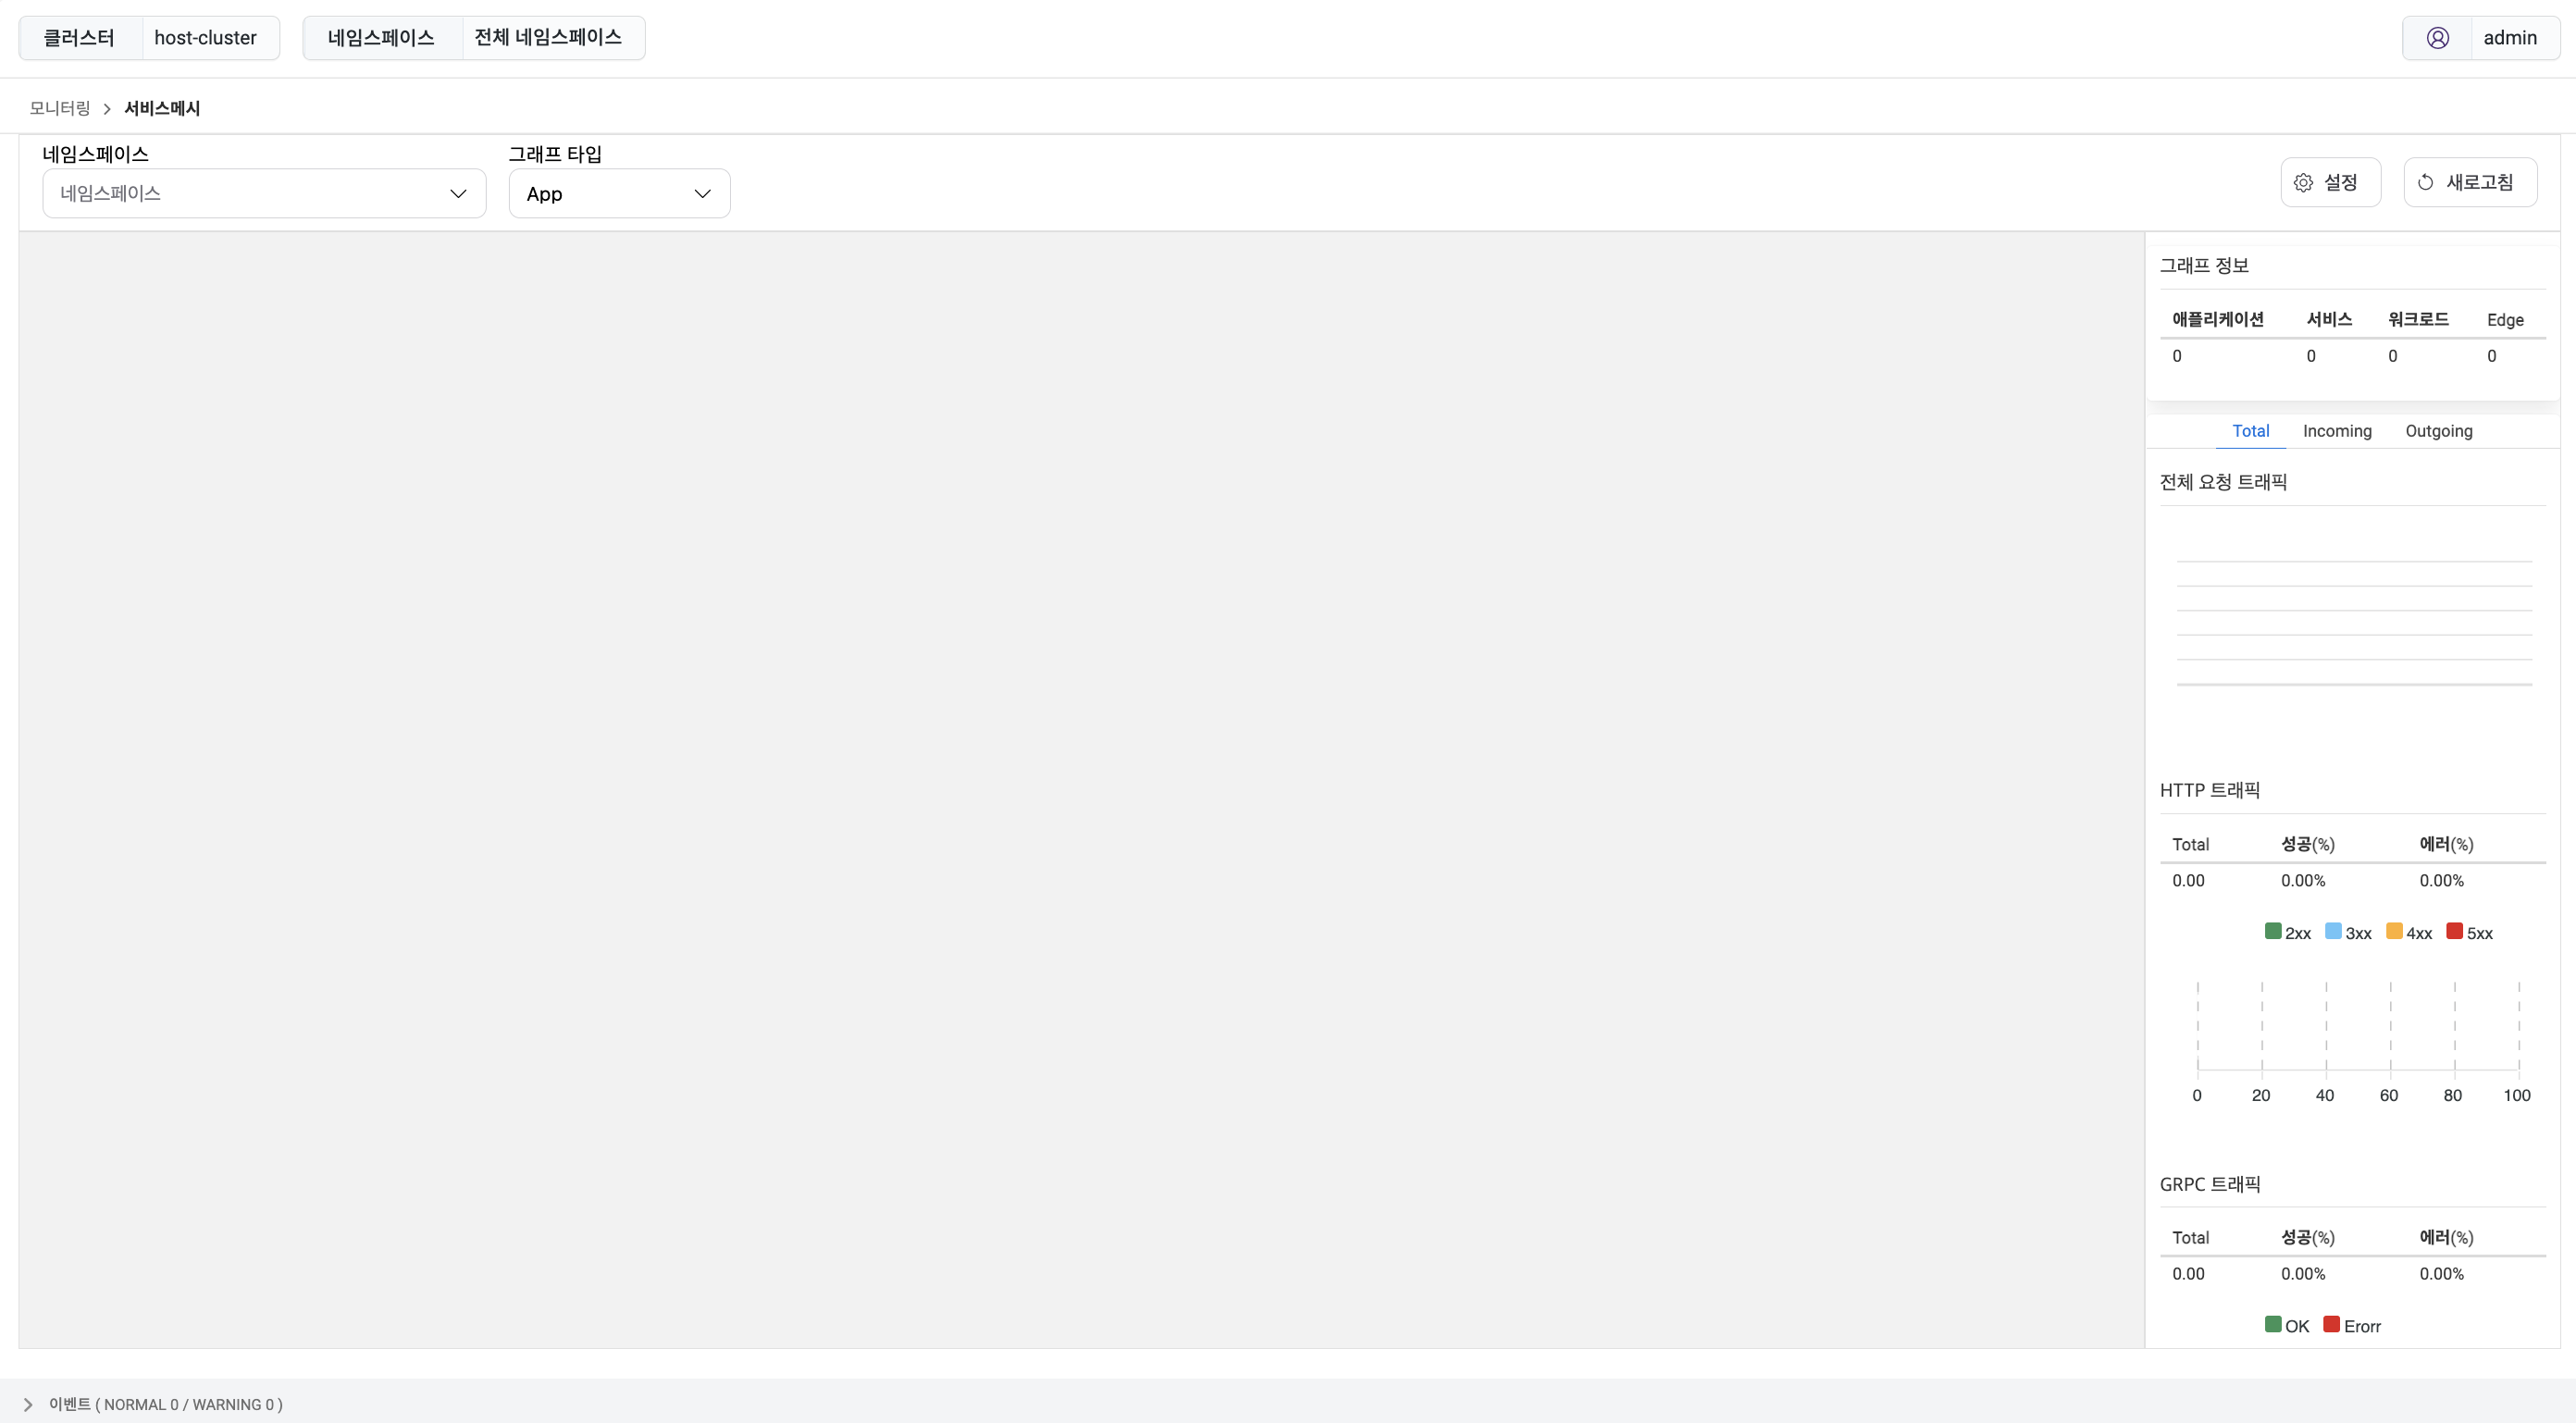 클러스터 host-cluster 네임스페이스 전체 네임스페이스 admin
모니터링 > 서비스메시
네임스페이스 그래프 타입
네임스페이스 App 설정 새로고침
그래프 정보
애플리케이션 서비스 워크로드 Edge
0 0 0 0
Total Incoming Outgoing
전체 요청 트래픽
HTTP 트래픽
Total 성공(%) 에러(%)
0.00 0.00% 0.00%
2xx 3xx 4xx 5xx
0 20 40 60 80 100
GRPC 트래픽
Total 성공(%) 에러(%)
0.00 0.00% 0.00%
OK Erorr
이벤트 ( NORMAL 0 / WARNING 0 )